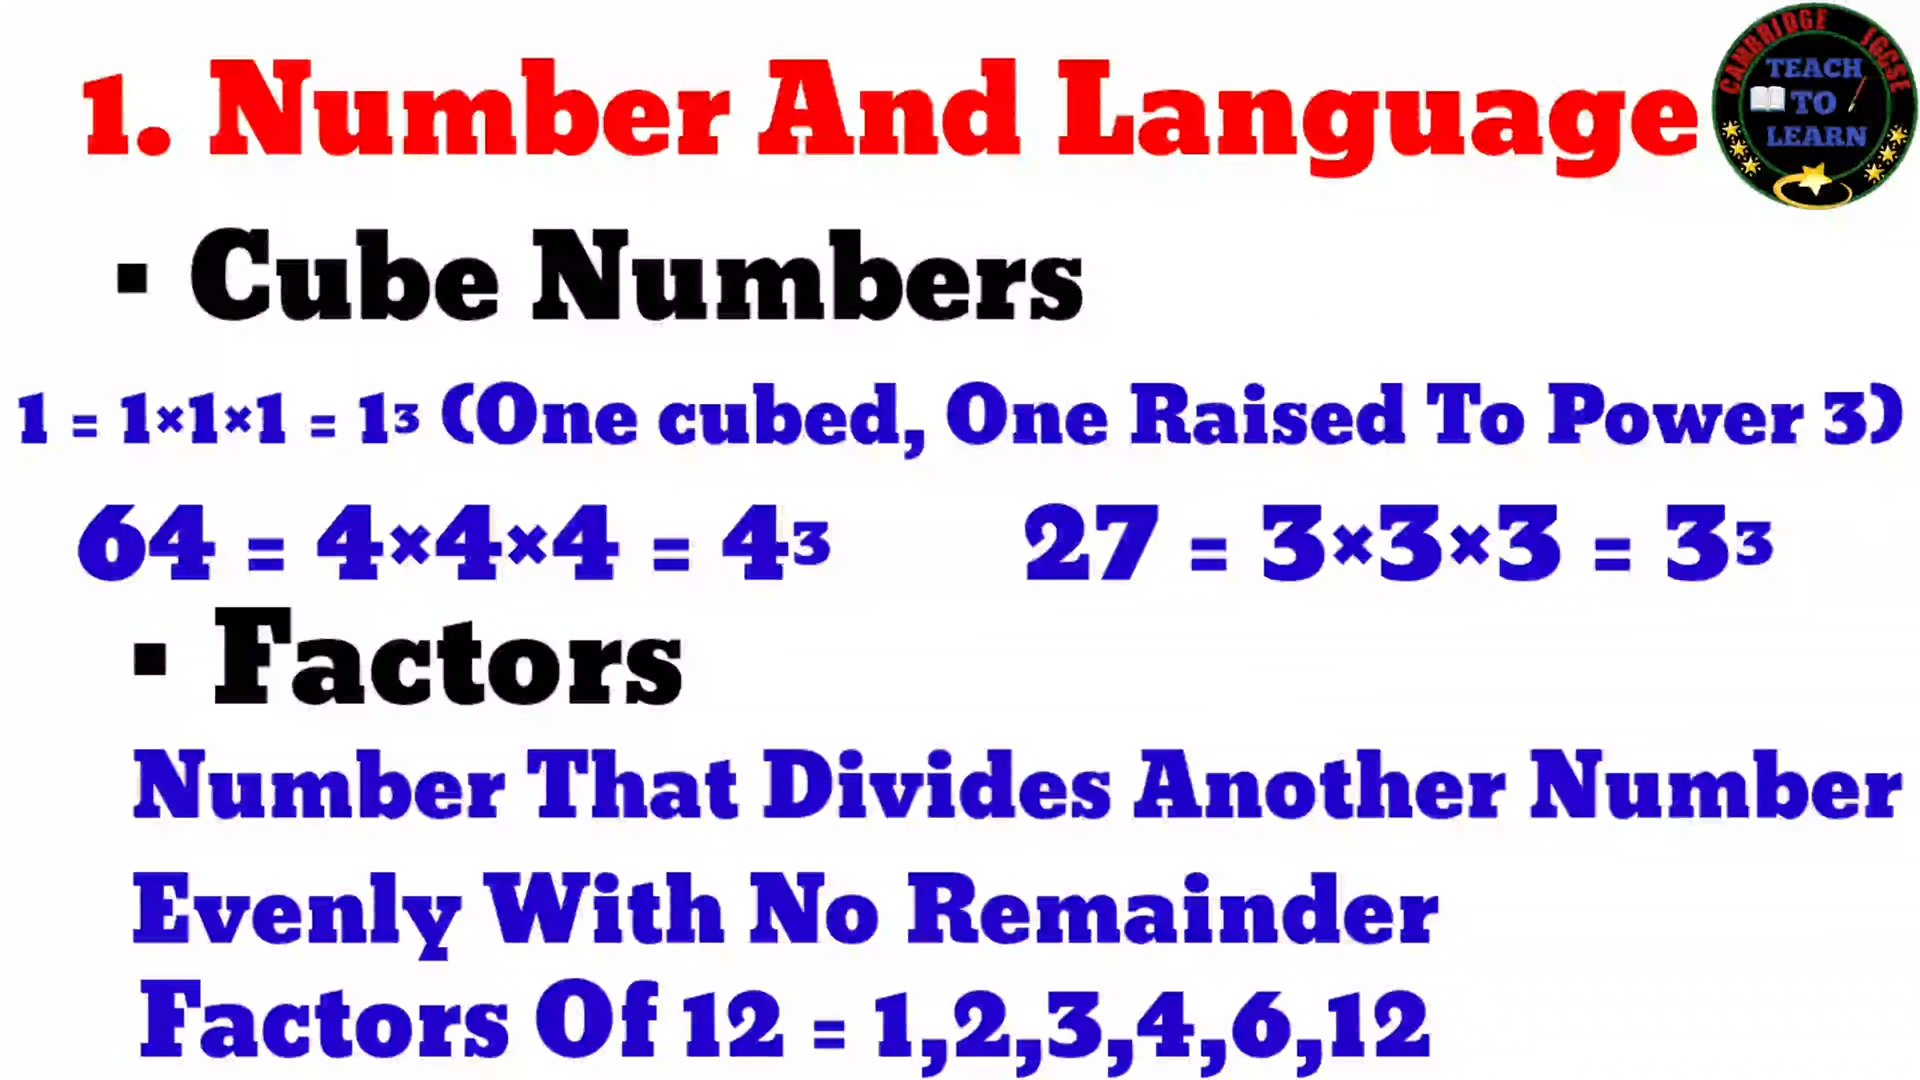 1. Number And Language
CAMBRIDGE IGCSE
TEACH
TO
LEARN
▪ Cube Numbers
1 = 1×1×1 = 1³ (One cubed, One Raised To Power 3)
64 = 4×4×4 = 4³
27 = 3×3×3 = 3³
▪ Factors
Number That Divides Another Number
Evenly With No Remainder
Factors Of 12 = 1,2,3,4,6,12